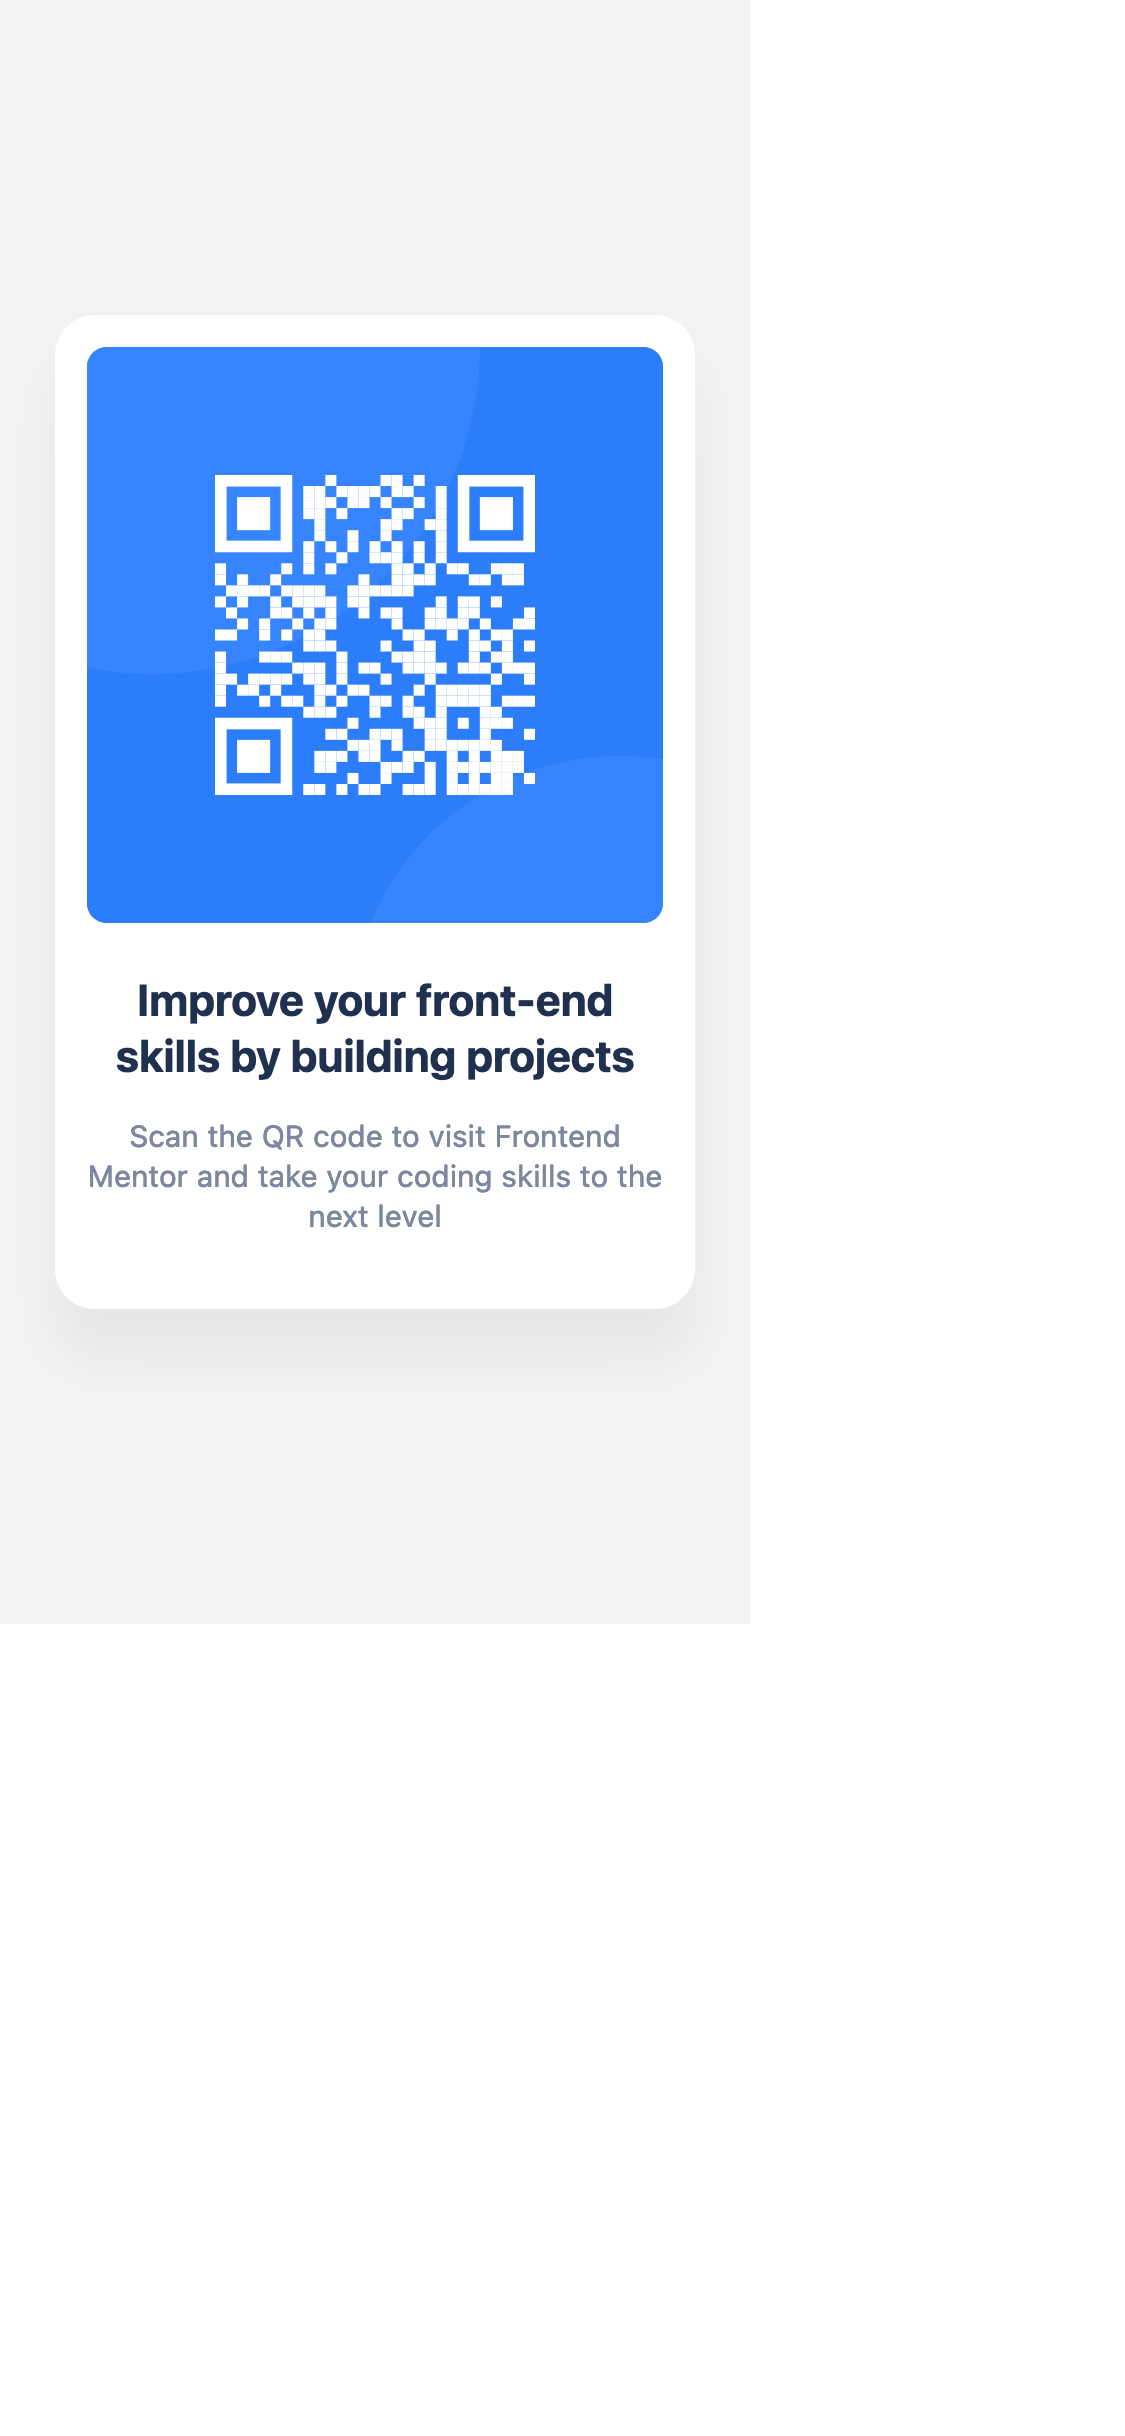 Improve your front-end
skills by building projects
Scan the QR code to visit Frontend
Mentor and take your coding skills to the
next level